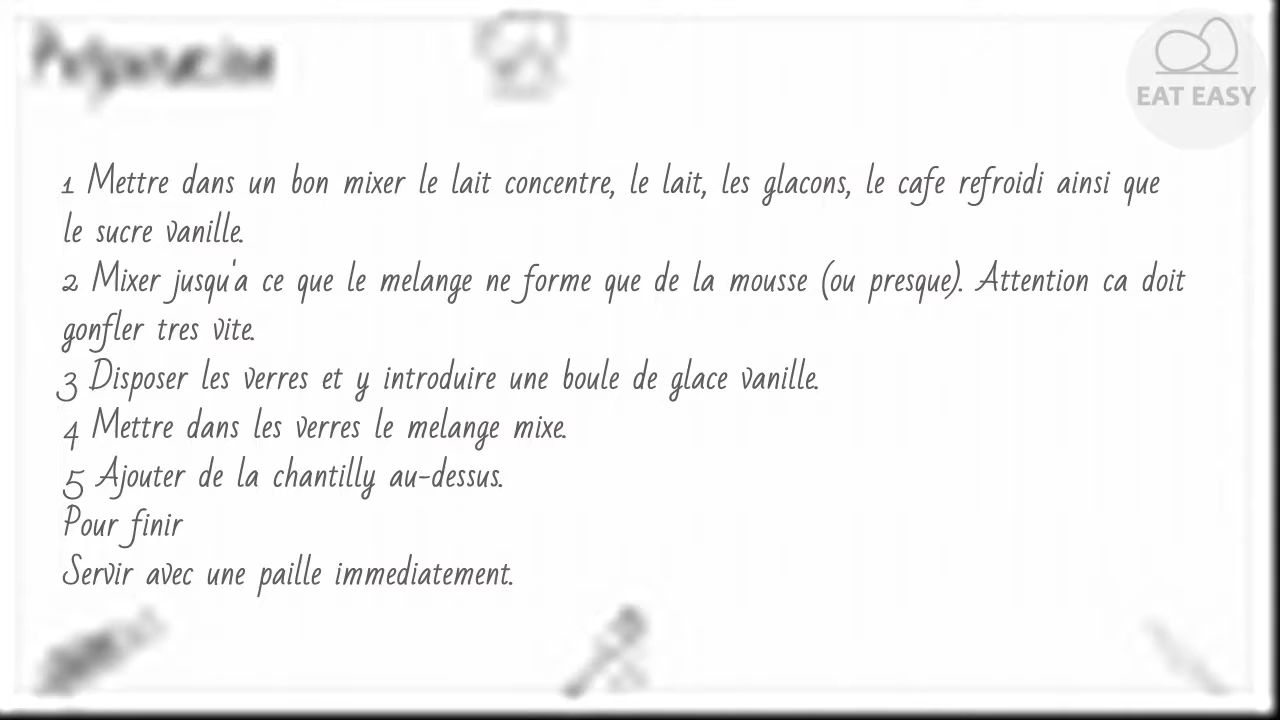 Preparation
EAT EASY
1 Mettre dans un bon mixer le lait concentre, le lait, les glacons, le cafe refroidi ainsi que
le sucre vanille.
2 Mixer jusqu'a ce que le melange ne forme que de la mousse (ou presque). Attention ca doit
gonfler tres vite.
3 Disposer les verres et y introduire une boule de glace vanille.
4 Mettre dans les verres le melange mixe.
5 Ajouter de la chantilly au-dessus.
Pour finir
Servir avec une paille immediatement.